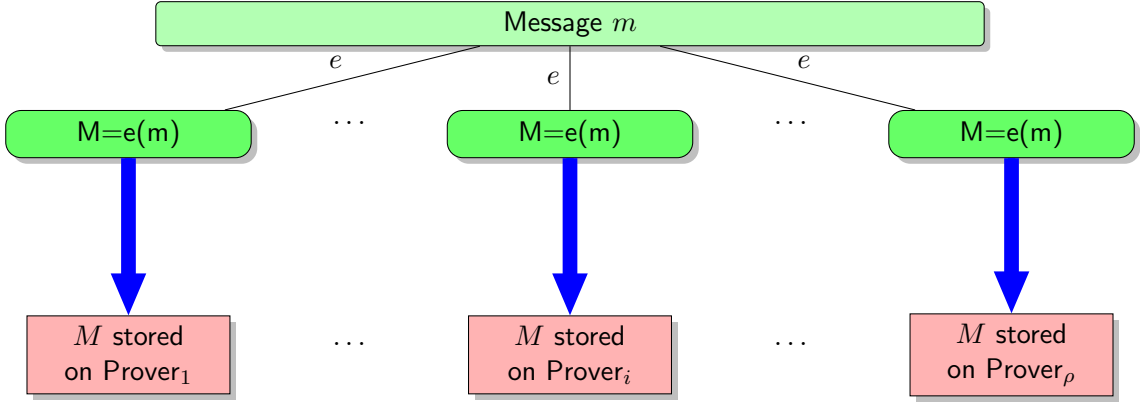 Message m
e e e
M=e(m) ... M=e(m) ... M=e(m)
M stored ... M stored ... M stored
on Prover₁ on Proverᵢ on Proverᵨ